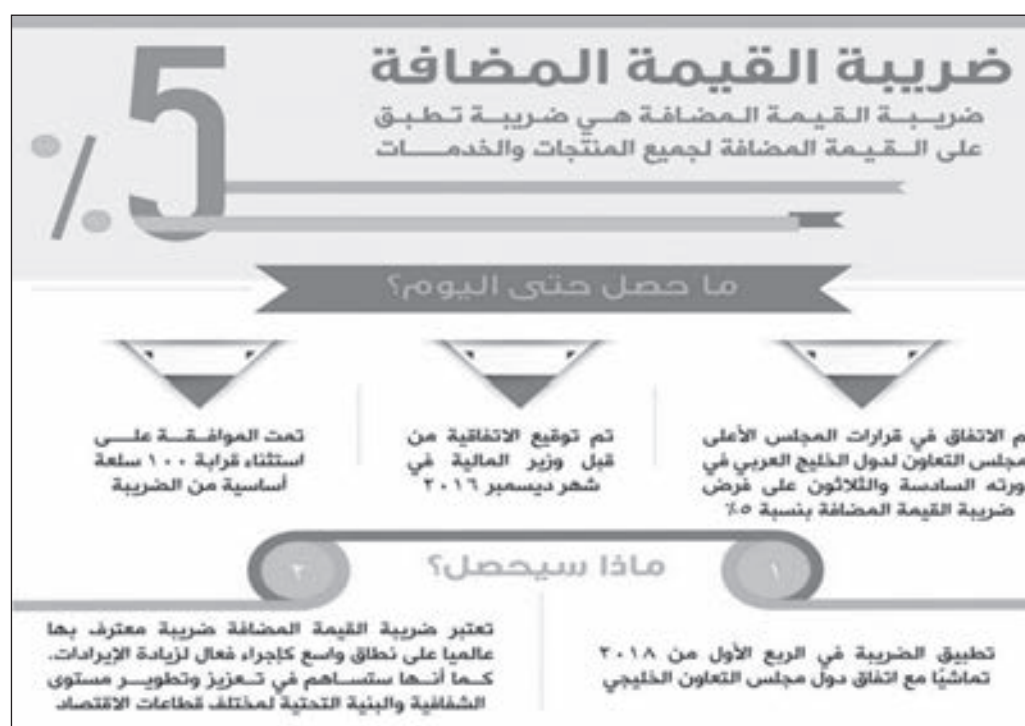 ضريبة القيمة المضافة
ضريبة القيمة المضافة هي ضريبة تطبق
على القيمة المضافة لجميع المنتجات والخدمات
5%
ما حصل حتى اليوم؟
م الاتفاق في قرارات المجلس الأعلى
مجلس التعاون لدول الخليج العربي في
ورته السادسة والثلاثون على فرض
ضريبة القيمة المضافة بنسبة ٥٪
تم توقيع الاتفاقية من
قبل وزير المالية في
شهر ديسمبر ٢٠١٦
تمت الموافقة على
استثناء قرابة ١٠٠ سلعة
أساسية من الضريبة
ماذا سيحصل؟
١
تطبيق الضريبة في الربع الأول من ٢٠١٨
تماشيًا مع اتفاق دول مجلس التعاون الخليجي
٢
تعتبر ضريبة القيمة المضافة ضريبة معترف بها
عالميا على نطاق واسع كإجراء فعال لزيادة الإيرادات.
كما أنها ستساهم في تعزيز وتطوير مستوى
الشفافية والبنية التحتية لمختلف قطاعات الاقتصاد